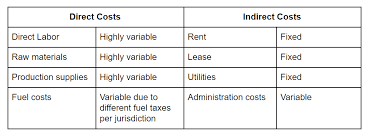 Direct Costs Indirect Costs
Direct Labor Highly variable Rent Fixed
Raw materials Highly variable Lease Fixed
Production supplies Highly variable Utilities Fixed
Fuel costs Variable due to Administration costs Variable
different fuel taxes
per jurisdiction